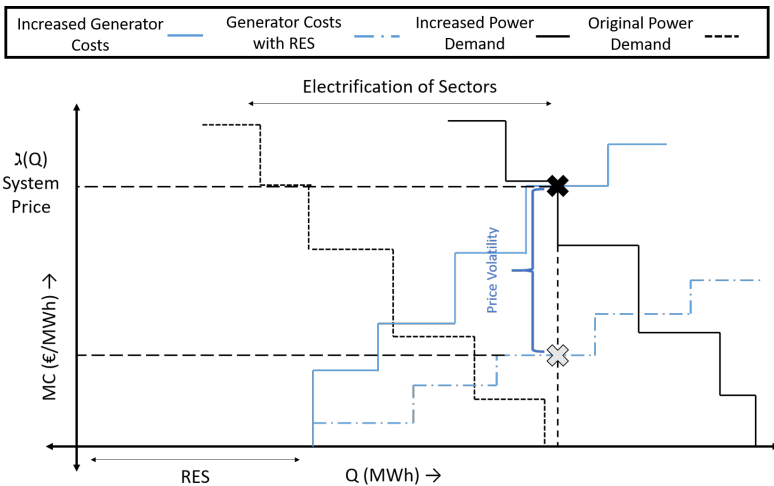 Increased Generator
Costs
Generator Costs
with RES
Increased Power
Demand
Original Power
Demand
Electrification of Sectors
ג(Q)
System
Price
Price Volatility
MC (€/MWh) →
RES
Q (MWh) →